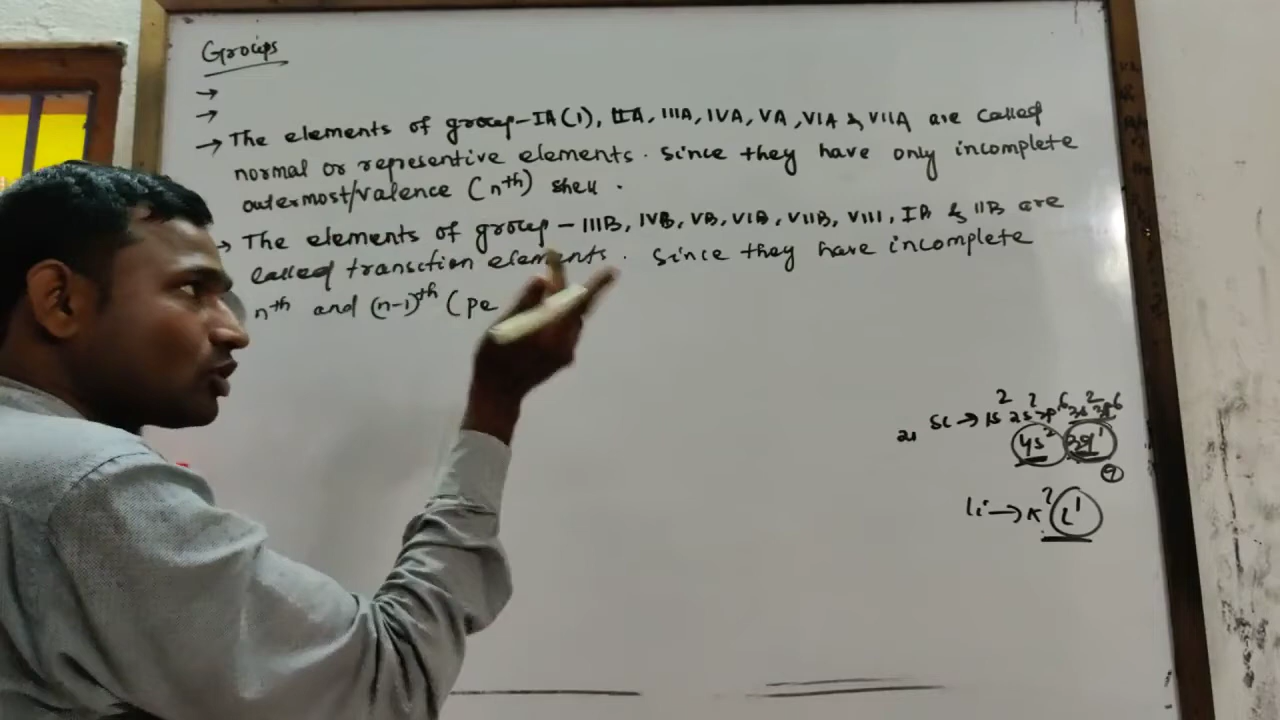 Groups
→
→
→ The elements of group-IA(1), IIA, IIIA, IVA, VA, VIA & VIIA are called
normal or representive elements. Since they have only incomplete
outermost/valence (nth) shell.
→ The elements of group - IIIB, IVB, VB, VIB, VIIB, VIII, IB & IIB are
called transction elements. Since they have incomplete
nth and (n-1)th (pe
21 Sc → 1s2 2s2 2p6 3s2 3p6
4s2 3d1
9
Li → K2 L1